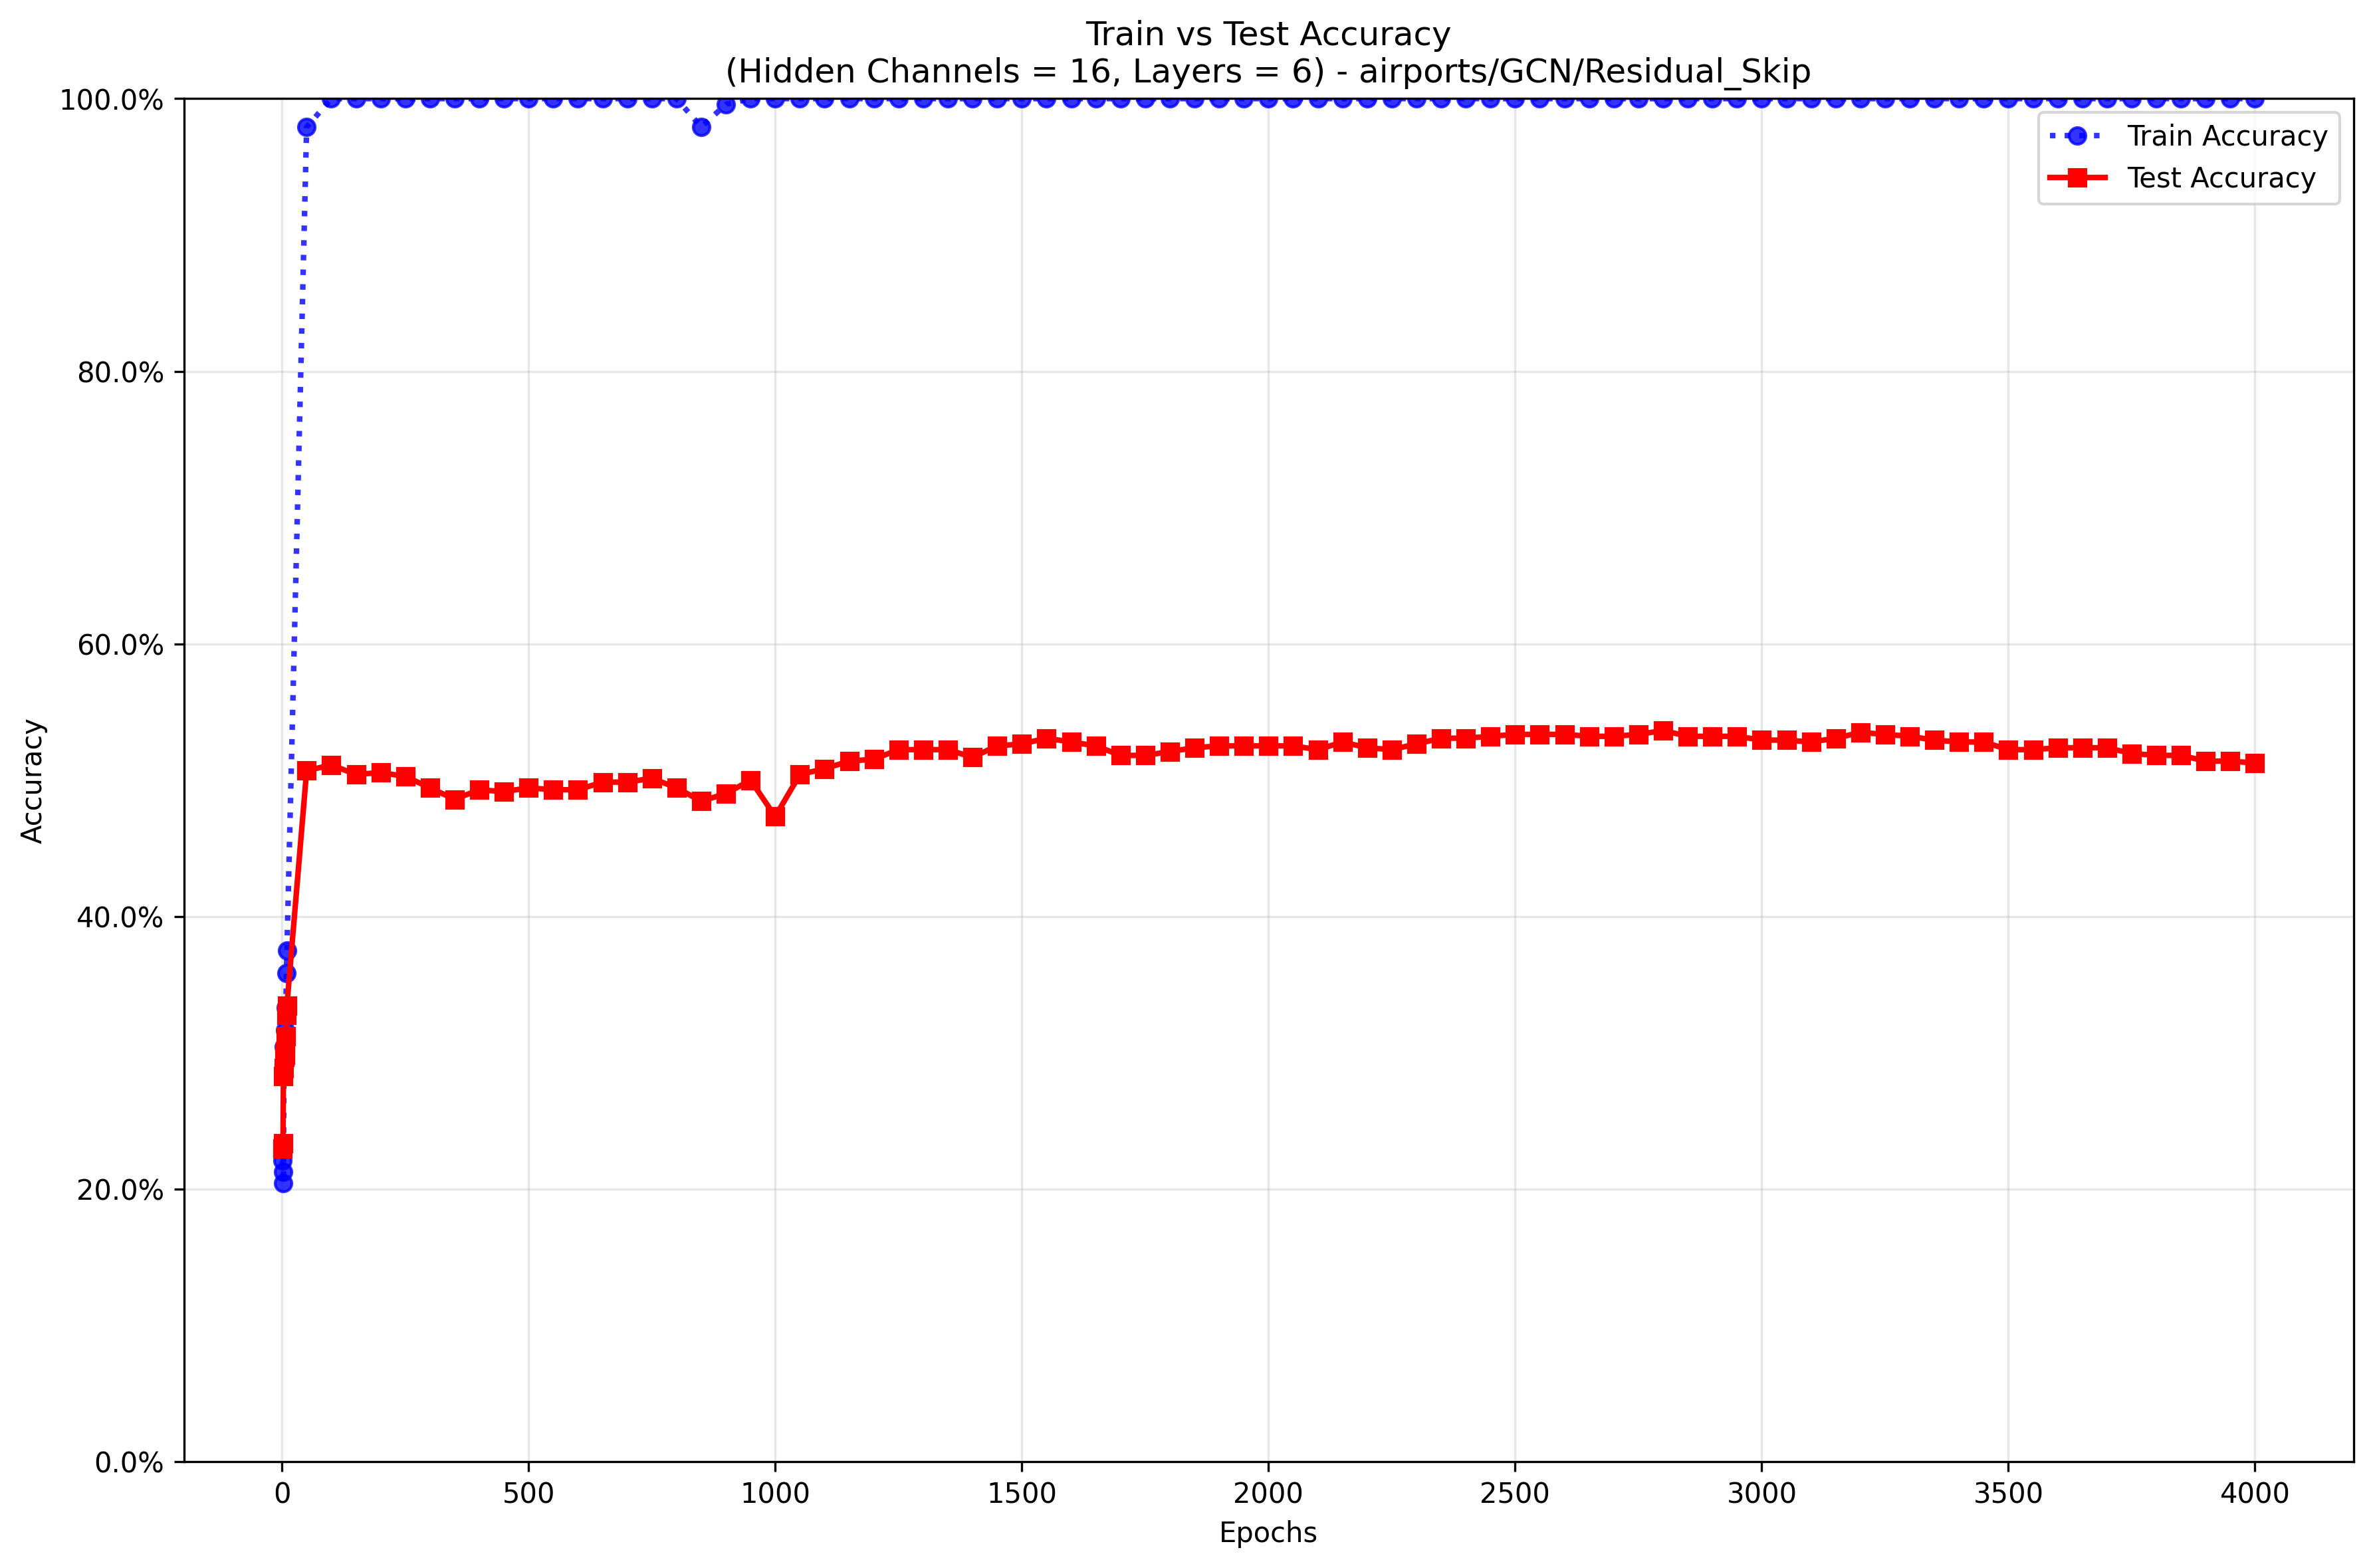 Train vs Test Accuracy
(Hidden Channels = 16, Layers = 6) - airports/GCN/Residual_Skip
100.0%
80.0%
60.0%
40.0%
20.0%
0.0%
Accuracy
Train Accuracy
Test Accuracy
0 500 1000 1500 2000 2500 3000 3500 4000
Epochs